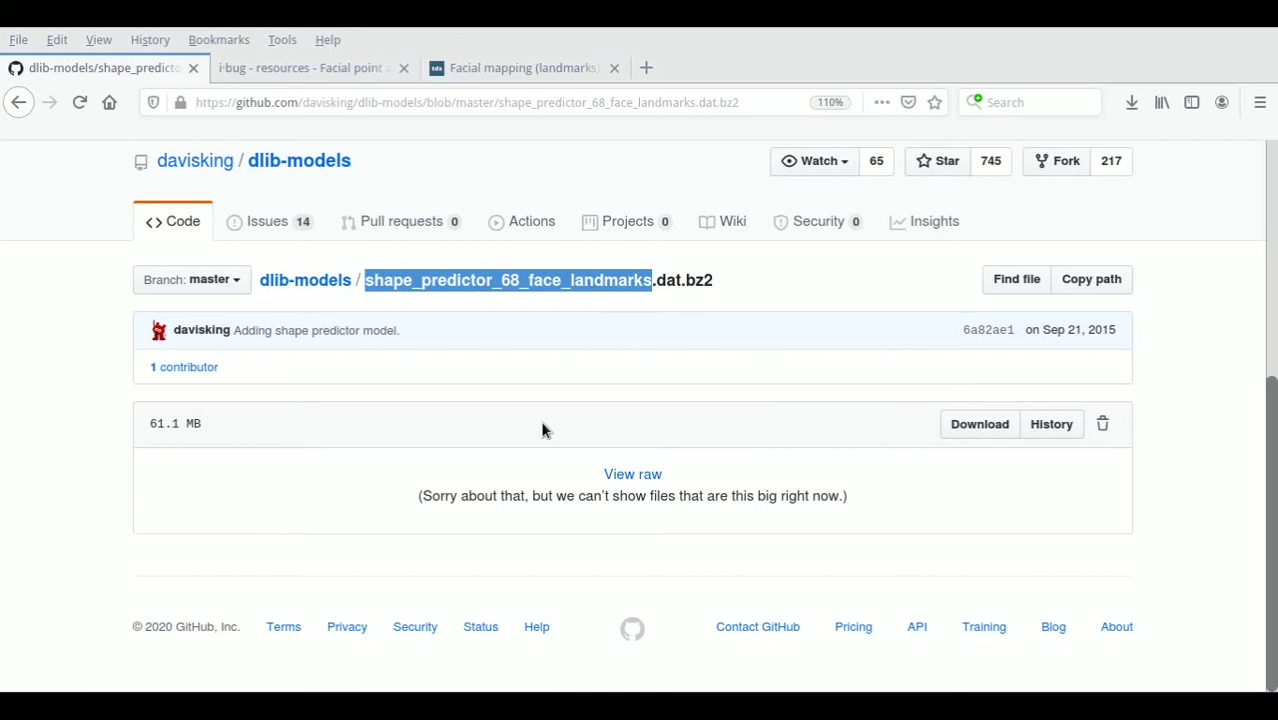 File Edit View History Bookmarks Tools Help
dlib-models/shape_predicto
i·bug - resources - Facial point a
tds Facial mapping (landmarks)
https://github.com/davisking/dlib-models/blob/master/shape_predictor_68_face_landmarks.dat.bz2 110% Search
davisking / dlib-models Watch 65 Star 745 Fork 217
Code Issues 14 Pull requests 0 Actions Projects 0 Wiki Security 0 Insights
Branch: master dlib-models / shape_predictor_68_face_landmarks.dat.bz2 Find file Copy path
davisking Adding shape predictor model. 6a82ae1 on Sep 21, 2015
1 contributor
61.1 MB Download History
View raw
(Sorry about that, but we can’t show files that are this big right now.)
© 2020 GitHub, Inc. Terms Privacy Security Status Help Contact GitHub Pricing API Training Blog About